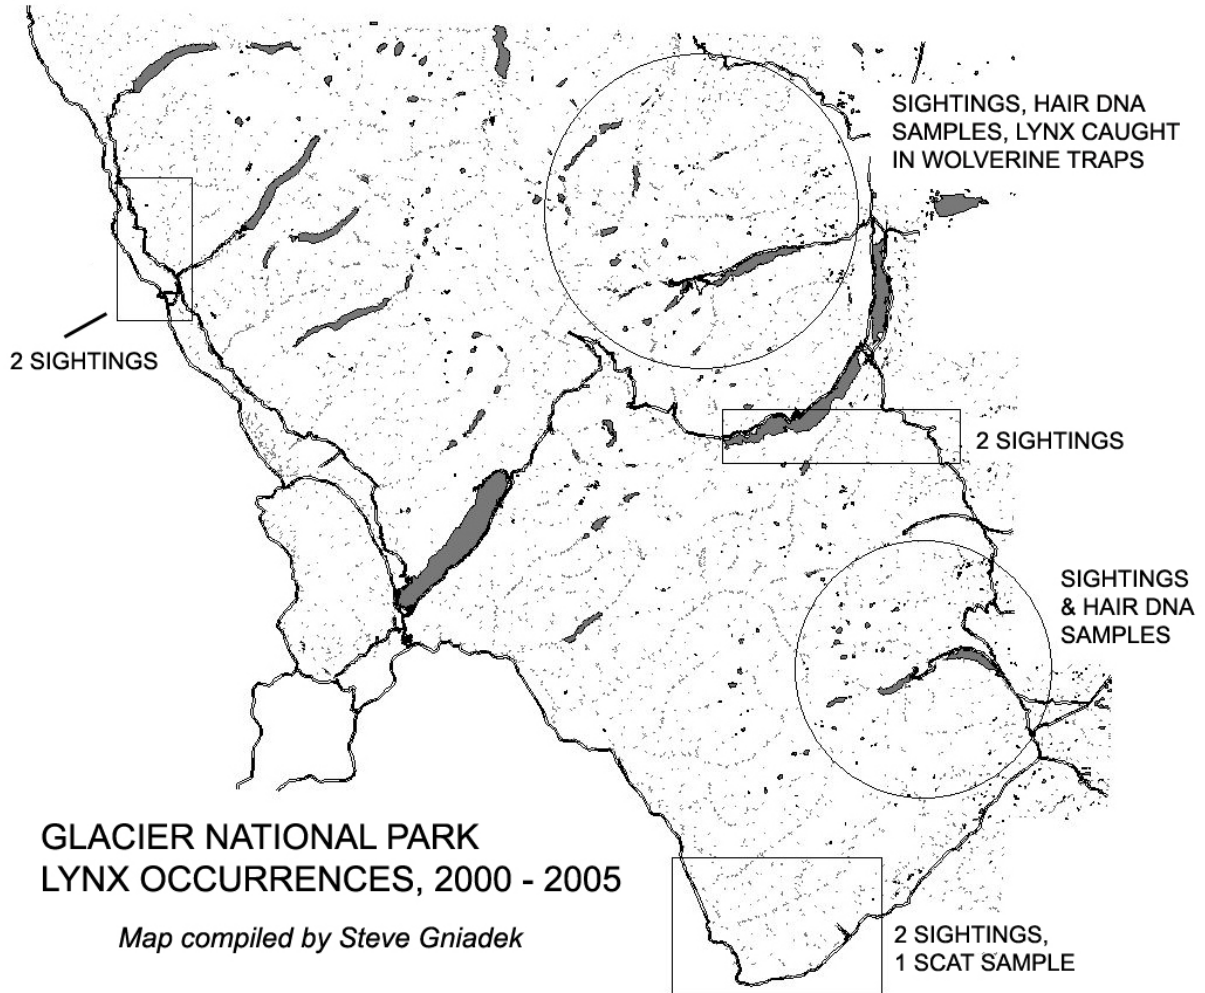 SIGHTINGS, HAIR DNA
SAMPLES, LYNX CAUGHT
IN WOLVERINE TRAPS
2 SIGHTINGS
2 SIGHTINGS
SIGHTINGS
& HAIR DNA
SAMPLES
GLACIER NATIONAL PARK
LYNX OCCURRENCES, 2000 - 2005
Map compiled by Steve Gniadek
2 SIGHTINGS,
1 SCAT SAMPLE